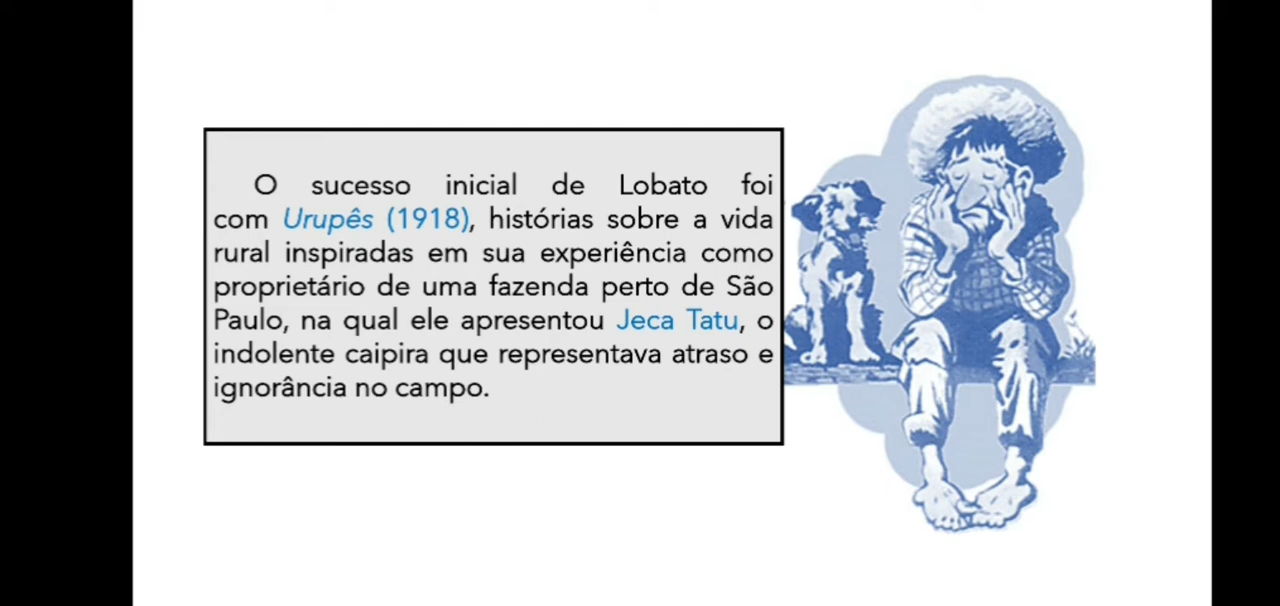 O sucesso inicial de Lobato foi
com Urupês (1918), histórias sobre a vida
rural inspiradas em sua experiência como
proprietário de uma fazenda perto de São
Paulo, na qual ele apresentou Jeca Tatu, o
indolente caipira que representava atraso e
ignorância no campo.